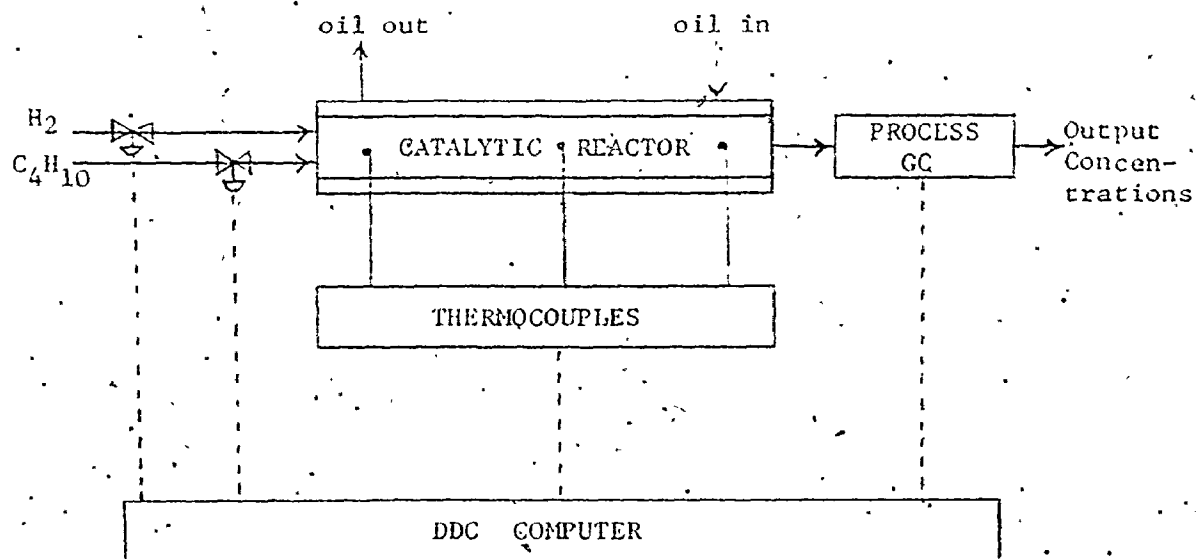 oil out
oil in
H2
C4H10
CATALYTIC REACTOR
PROCESS
GC
Output
Concen-
trations
THERMOCOUPLES
DDC COMPUTER